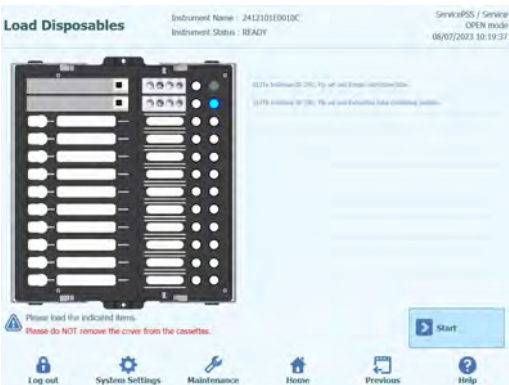 Load Disposables
Instrument Name : 2412101E0010C
Instrument Status : READY
ServicePSS / Service
OPEN mode
08/07/2023 10:19:37
Please load the indicated items.
Please do NOT remove the cover from the cassettes.
Start
Log out
System Settings
Maintenance
Home
Previous
Help